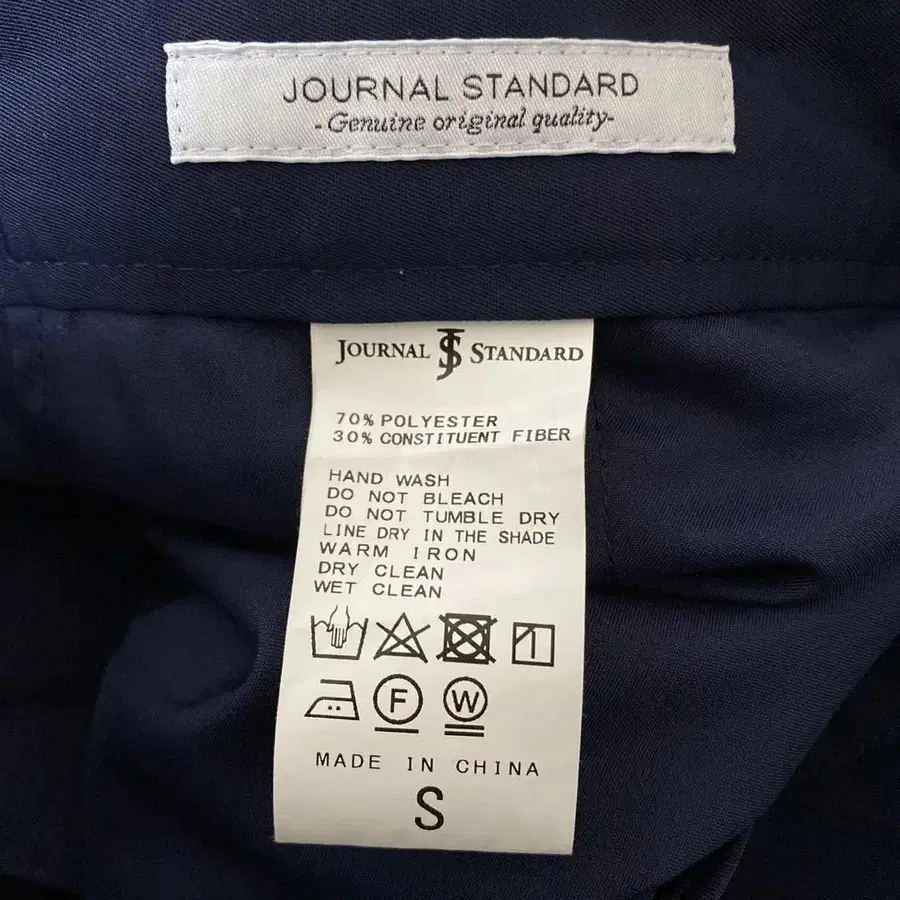 JOURNAL STANDARD
-Genuine original quality-
JOURNAL JS STANDARD
70% POLYESTER
30% CONSTITUENT FIBER
HAND WASH
DO NOT BLEACH
DO NOT TUMBLE DRY
LINE DRY IN THE SHADE
WARM IRON
DRY CLEAN
WET CLEAN
F W
MADE IN CHINA
S